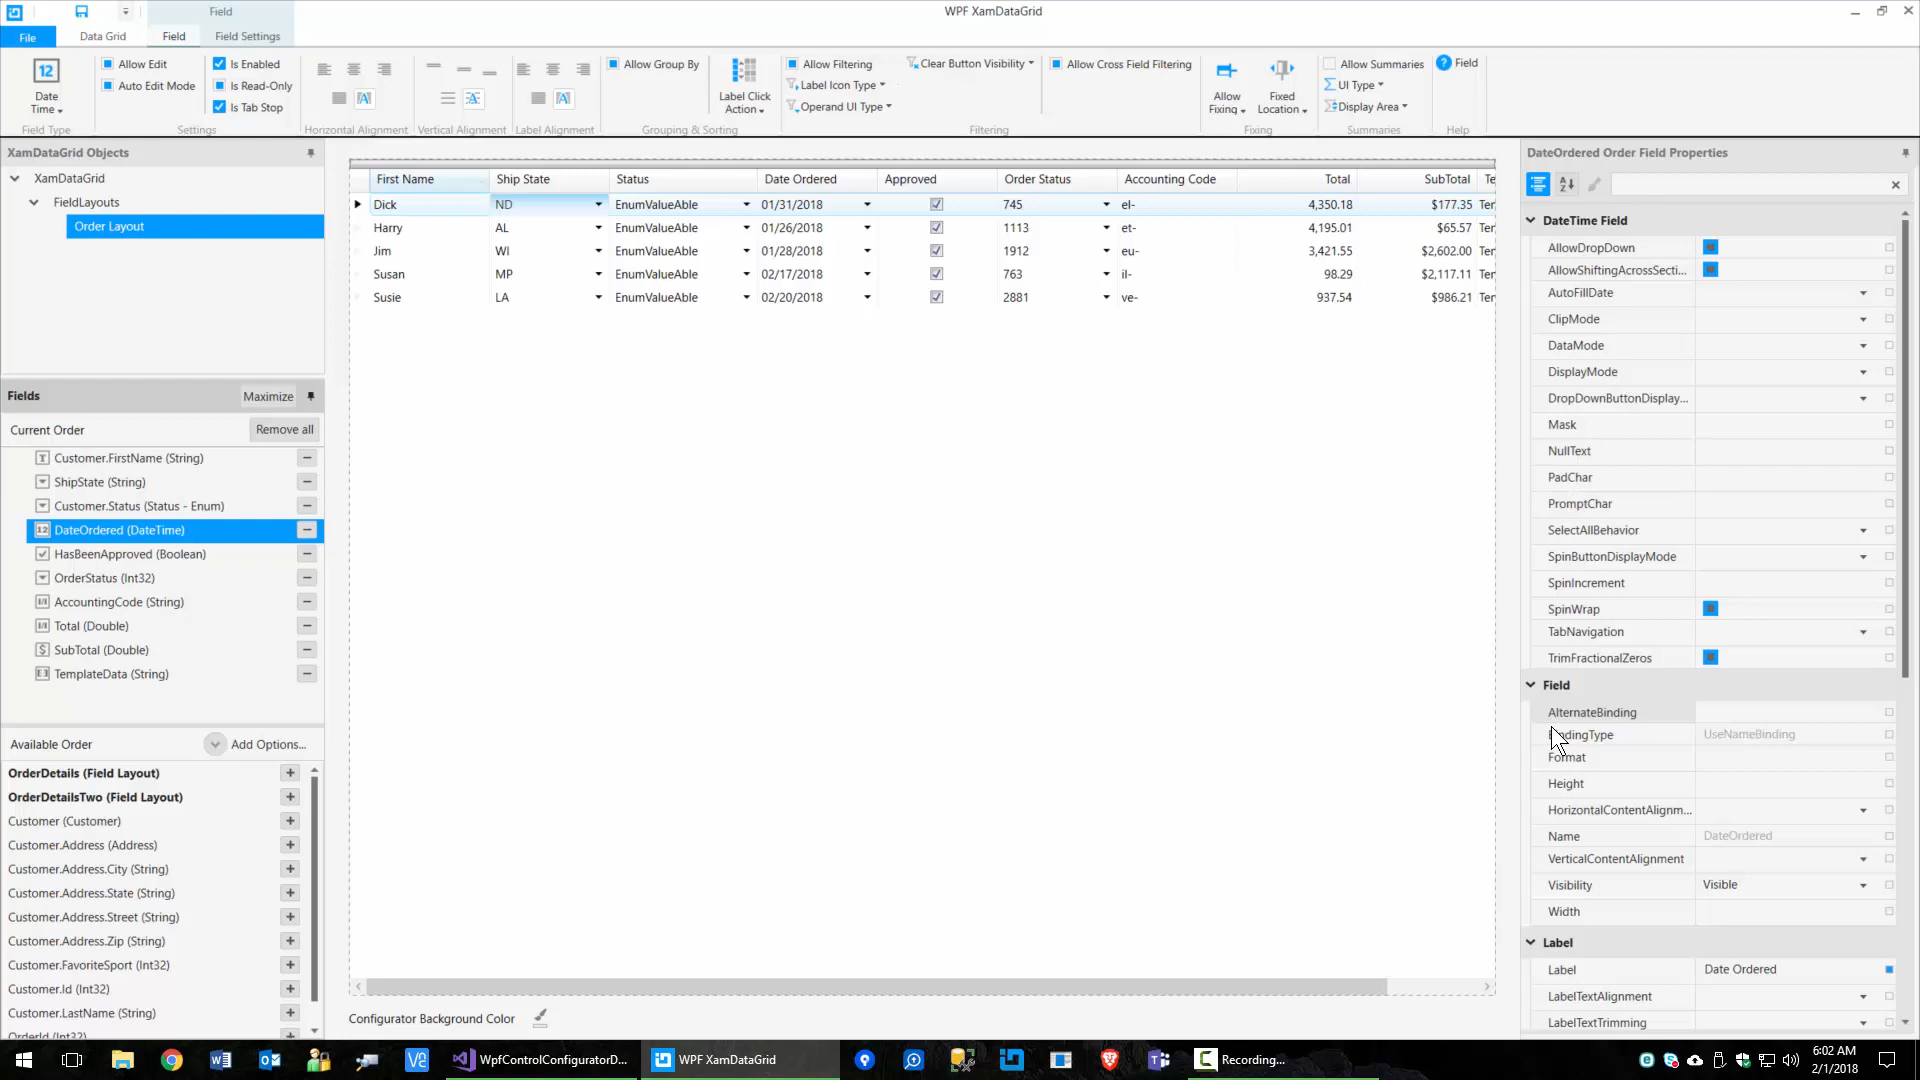 Field
WPF XamDataGrid
File
Data Grid
Field
Field Settings
12
Date
Time
Field Type
Allow Edit
Auto Edit Mode
Is Enabled
Is Read-Only
Is Tab Stop
Settings
Horizontal Alignment
Vertical Alignment
Label Alignment
Allow Group By
Label Click
Action
Grouping & Sorting
Allow Filtering
Label Icon Type
Operand UI Type
Clear Button Visibility
Allow Cross Field Filtering
Filtering
Allow
Fixing
Fixed
Location
Fixing
Allow Summaries
UI Type
Display Area
Summaries
Field
Help
XamDataGrid Objects
XamDataGrid
FieldLayouts
Order Layout
Fields
Maximize
Current Order
Remove all
Customer.FirstName (String)
ShipState (String)
Customer.Status (Status - Enum)
12 DateOrdered (DateTime)
HasBeenApproved (Boolean)
OrderStatus (Int32)
AccountingCode (String)
Total (Double)
SubTotal (Double)
TemplateData (String)
Available Order
Add Options...
OrderDetails (Field Layout)
OrderDetailsTwo (Field Layout)
Customer (Customer)
Customer.Address (Address)
Customer.Address.City (String)
Customer.Address.State (String)
Customer.Address.Street (String)
Customer.Address.Zip (String)
Customer.FavoriteSport (Int32)
Customer.Id (Int32)
Customer.LastName (String)
OrderId (Int32)
First Name Ship State Status Date Ordered Approved Order Status Accounting Code Total SubTotal Te
Dick ND EnumValueAble 01/31/2018 745 el- 4,350.18 $177.35 Ter
Harry AL EnumValueAble 01/26/2018 1113 et- 4,195.01 $65.57 Ter
Jim WI EnumValueAble 01/28/2018 1912 eu- 3,421.55 $2,602.00 Ter
Susan MP EnumValueAble 02/17/2018 763 il- 98.29 $2,117.11 Ter
Susie LA EnumValueAble 02/20/2018 2881 ve- 937.54 $986.21 Ter
Configurator Background Color
DateOrdered Order Field Properties
DateTime Field
AllowDropDown
AllowShiftingAcrossSecti...
AutoFillDate
ClipMode
DataMode
DisplayMode
DropDownButtonDisplay...
Mask
NullText
PadChar
PromptChar
SelectAllBehavior
SpinButtonDisplayMode
SpinIncrement
SpinWrap
TabNavigation
TrimFractionalZeros
Field
AlternateBinding
BindingType UseNameBinding
Format
Height
HorizontalContentAlignm...
Name DateOrdered
VerticalContentAlignment
Visibility Visible
Width
Label
Label Date Ordered
LabelTextAlignment
LabelTextTrimming
WpfControlConfiguratorD...
WPF XamDataGrid
Recording...
6:02 AM
2/1/2018